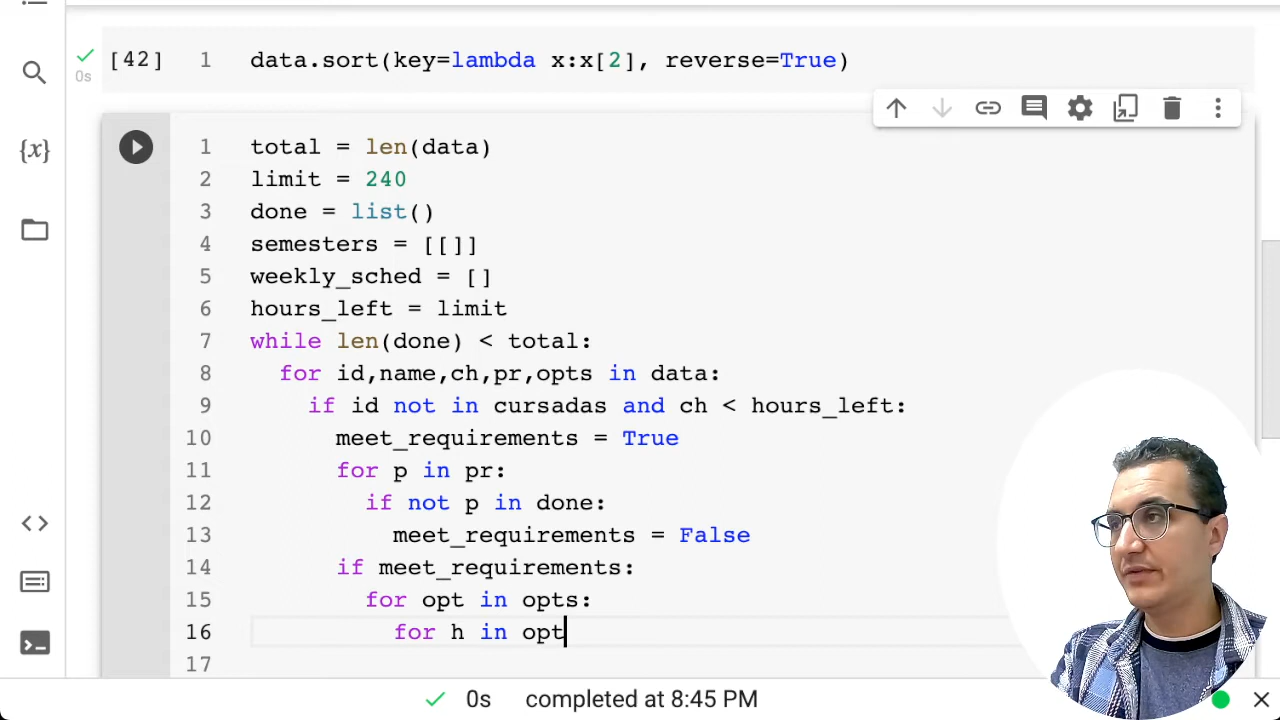 [42] 1 data.sort(key=lambda x:x[2], reverse=True)
0s
{x}
1 total = len(data)
2 limit = 240
3 done = list()
4 semesters = [[]]
5 weekly_sched = []
6 hours_left = limit
7 while len(done) < total:
8 for id,name,ch,pr,opts in data:
9 if id not in cursadas and ch < hours_left:
10 meet_requirements = True
11 for p in pr:
12 if not p in done:
13 meet_requirements = False
14 if meet_requirements:
15 for opt in opts:
16 for h in opt
17
0s completed at 8:45 PM